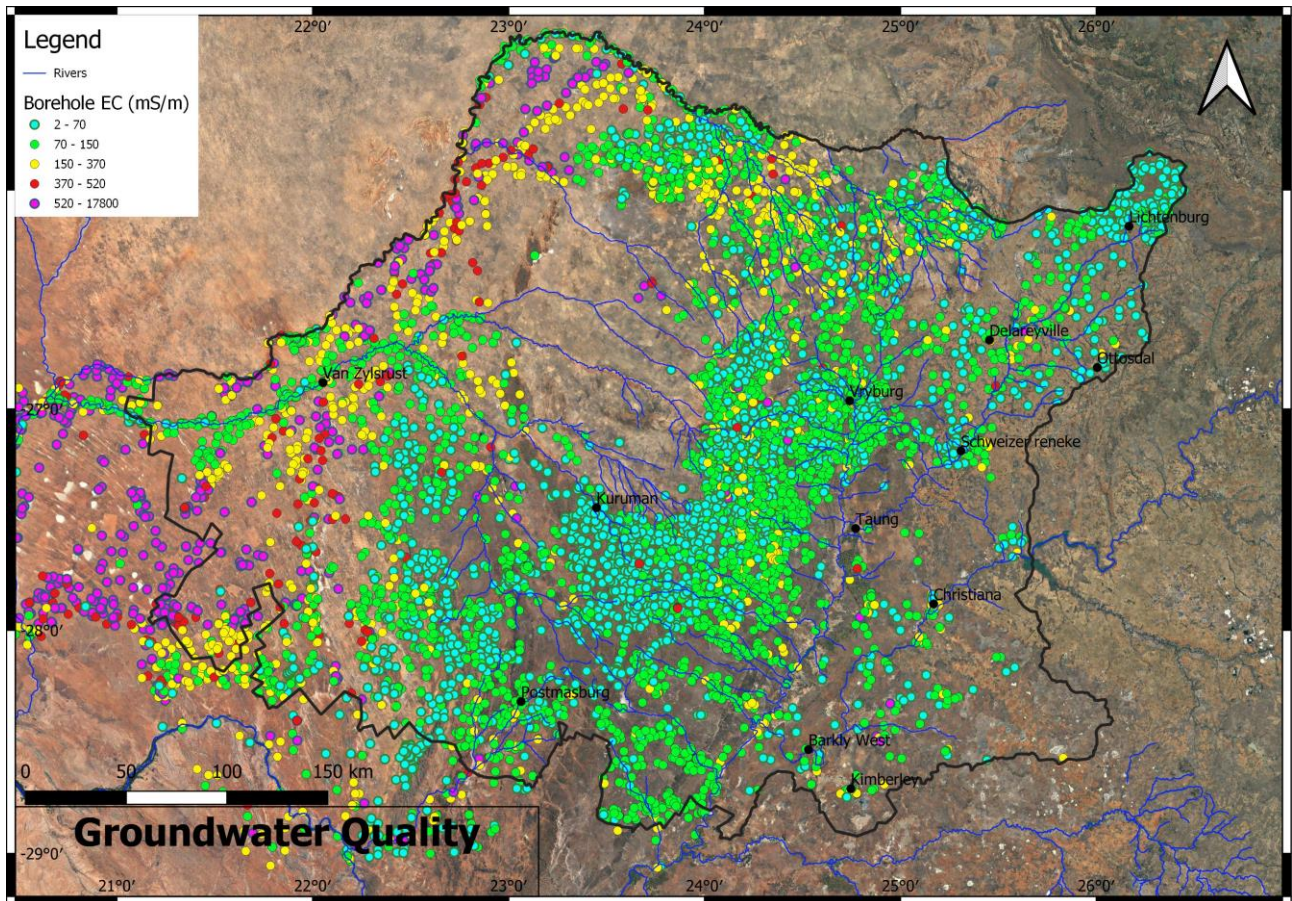 22°0′ 23°0′ 24°0′ 25°0′ 26°0′
Legend
Rivers
Borehole EC (mS/m)
2 - 70
70 - 150
150 - 370
370 - 520
520 - 17800
Lichtenburg
Delareyville
Ottosdal
Van Zylsrust
Vryburg
-27°0′
Schweizer reneke
Kuruman
Taung
Christiana
-28°0′
Postmasburg
Barkly West
0 50 100 150 km
Kimberley
Groundwater Quality
-29°0′
21°0′ 22°0′ 23°0′ 24°0′ 25°0′ 26°0′